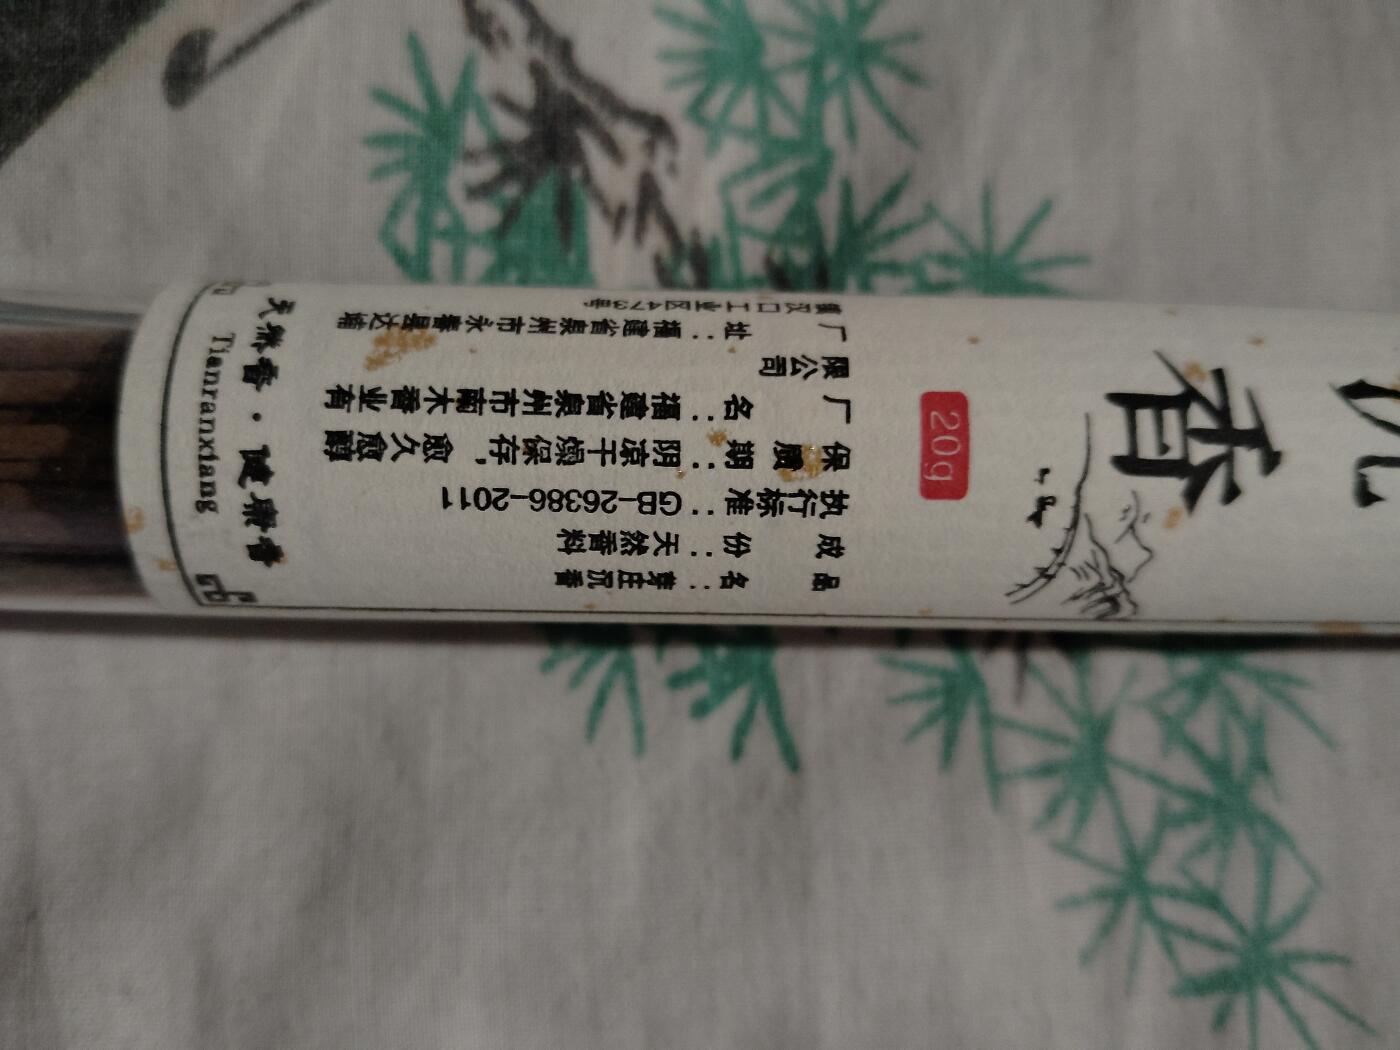 沉香
20g
品名：芽庄沉香
成份：天然香料
执行标准：GB-26386-2011
保质期：阴凉干燥保存，愈久愈醇
厂名：福建省泉州市南木香业有
限公司
厂址：福建省泉州市永春县达埔
镇汉口工业区473号
天然香·健康香
Tianranxiang